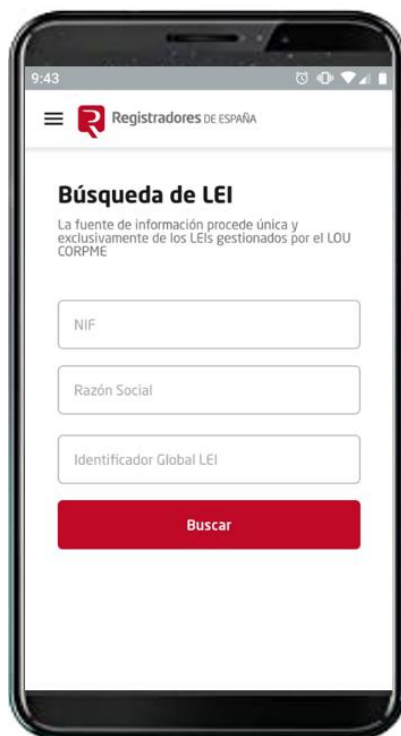 9:43
Registradores DE ESPAÑA
Búsqueda de LEI
La fuente de información procede única y
exclusivamente de los LEIs gestionados por el LOU
CORPME
NIF
Razón Social
Identificador Global LEI
Buscar